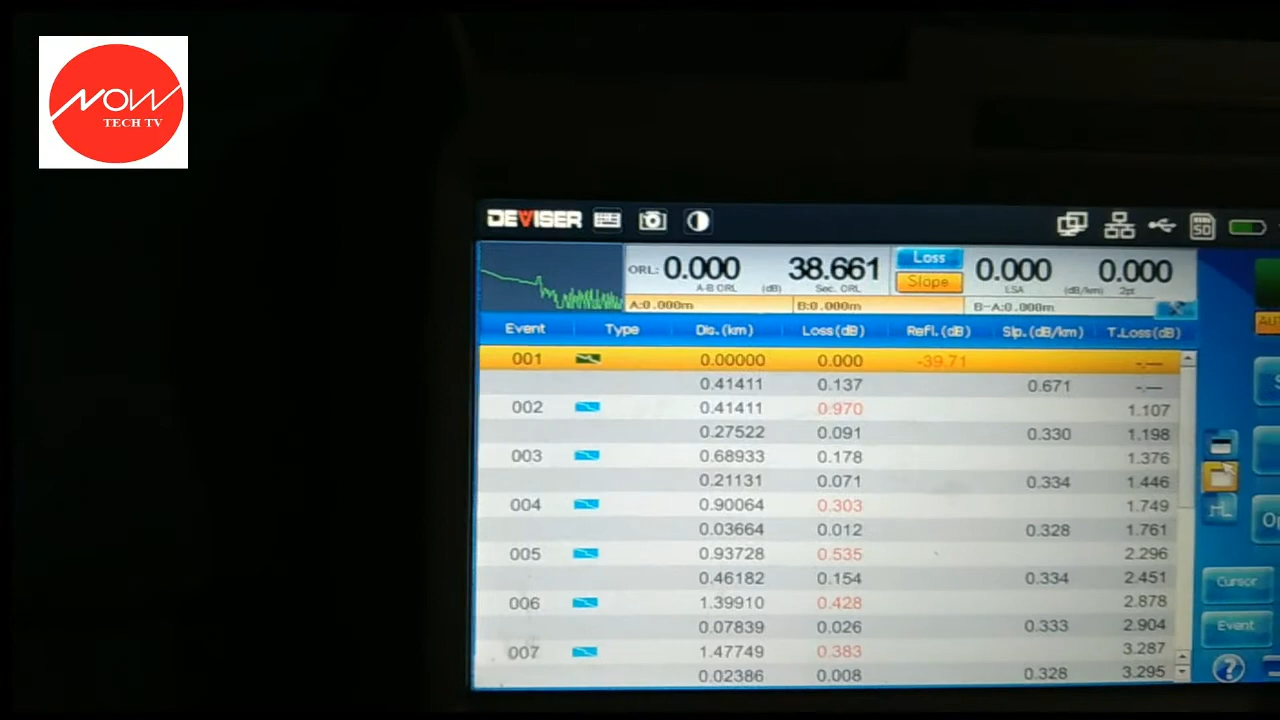 NOW
TECH TV
DEVISER
SD
ORL: 0.000 38.661 Loss 0.000 0.000
A-B ORL (dB) Sec. ORL Slope LSA (dB/km) 2pt
A:0.000m B:0.000m B-A:0.000m
Event Type Dis.(km) Loss(dB) Refl.(dB) Slp.(dB/km) T.Loss(dB)
001 0.00000 0.000 -39.71 -.—
0.41411 0.137 0.671 -.—
002 0.41411 0.970 1.107
0.27522 0.091 0.330 1.198
003 0.68933 0.178 1.376
0.21131 0.071 0.334 1.446
004 0.90064 0.303 1.749
0.03664 0.012 0.328 1.761
005 0.93728 0.535 2.296
0.46182 0.154 0.334 2.451
006 1.39910 0.428 2.878
0.07839 0.026 0.333 2.904
007 1.47749 0.383 3.287
0.02386 0.008 0.328 3.295
Cursor
Event
?